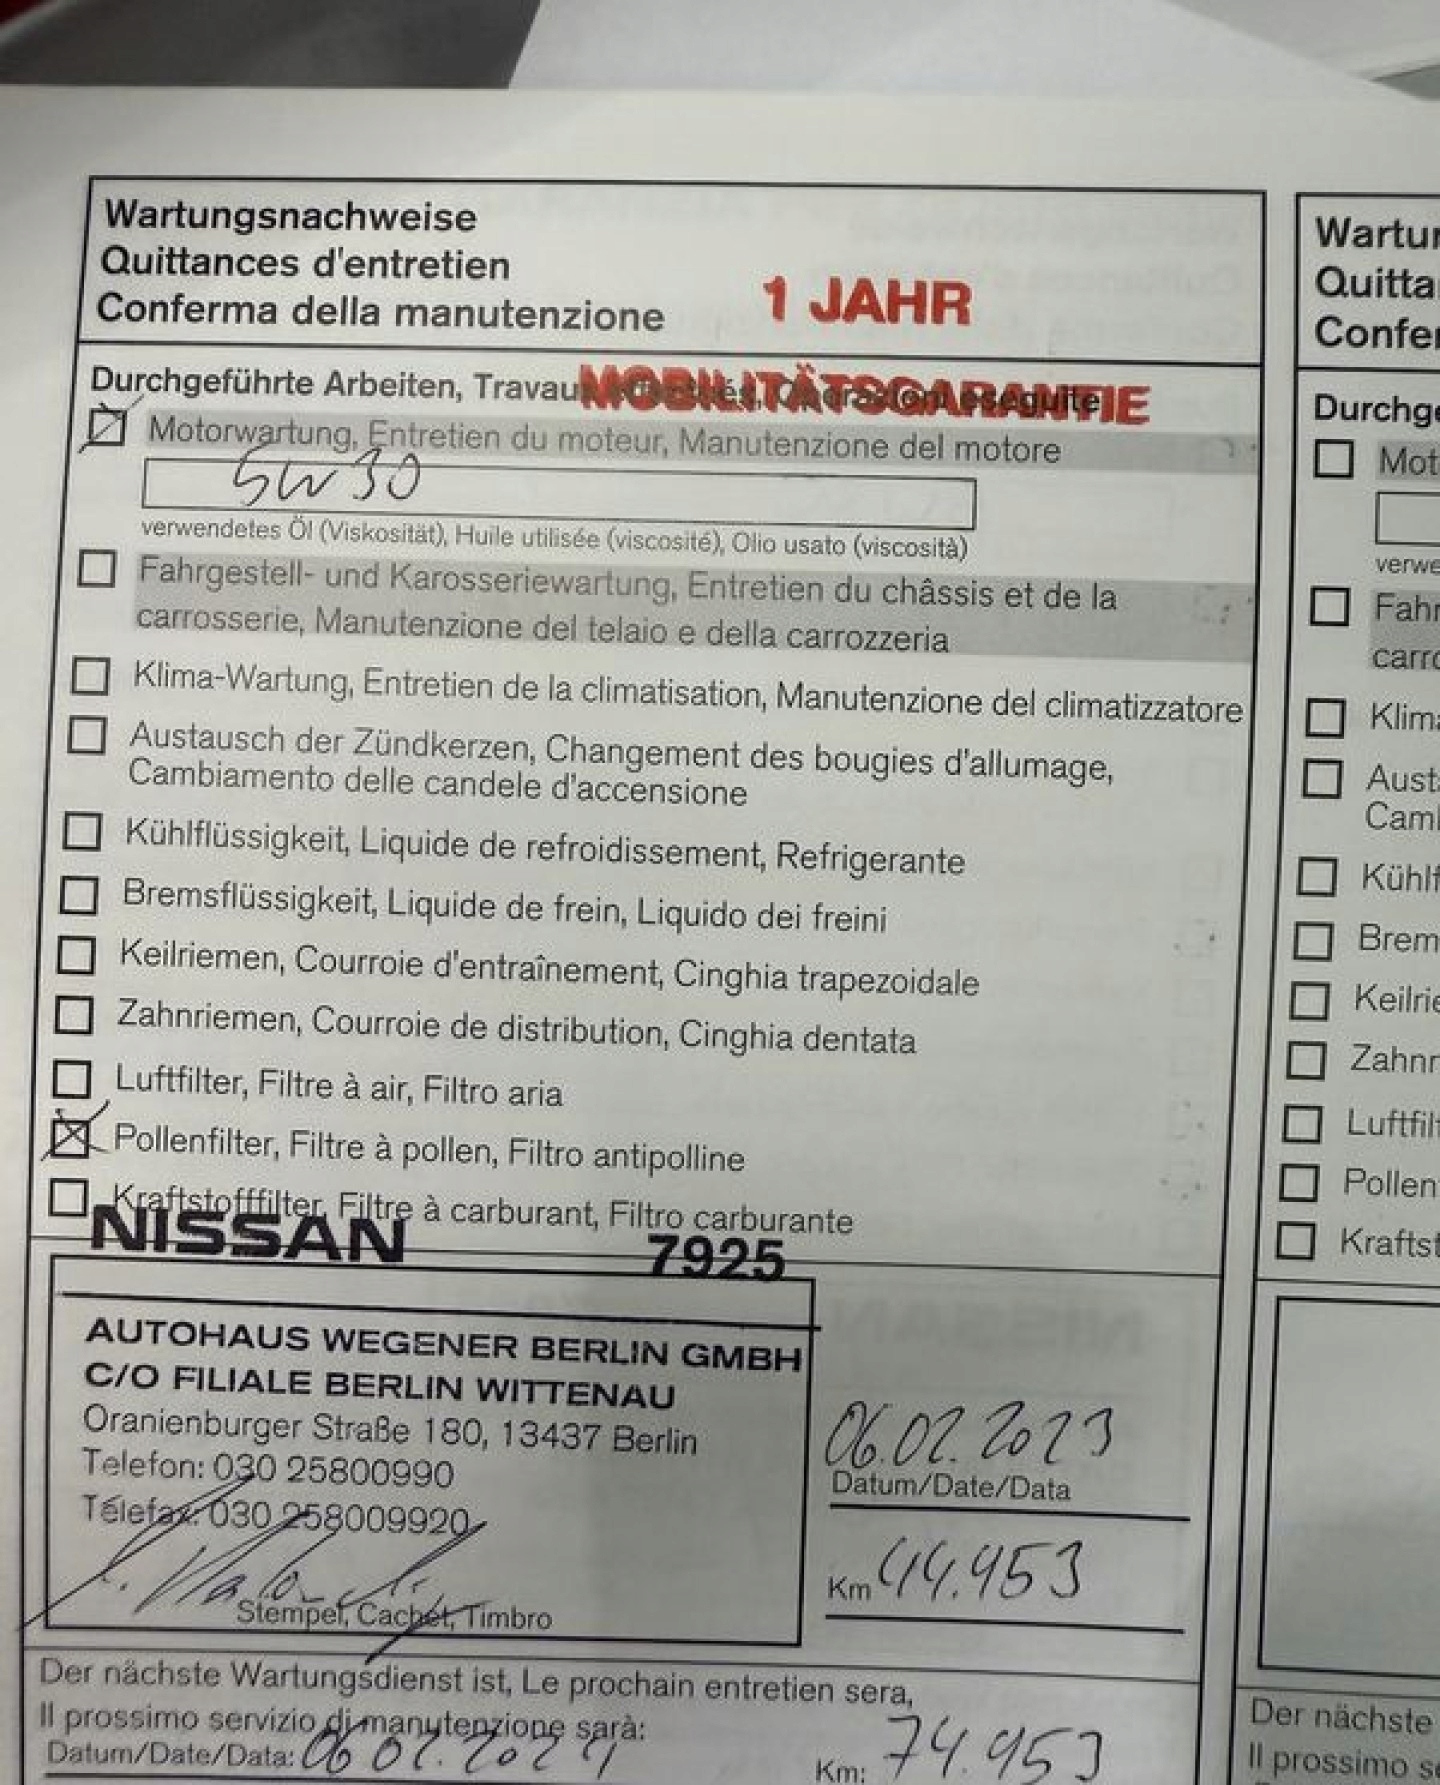 Wartungsnachweise
Quittances d'entretien
Conferma della manutenzione
1 JAHR
MOBILITÄTSGARANTIE
Durchgeführte Arbeiten, Operazioni eseguite
Motorwartung, Entretien du moteur, Manutenzione del motore
5W30
verwendetes Öl (Viskosität), Huile utilisée (viscosité), Olio usato (viscosità)
Fahrgestell- und Karosseriewartung, Entretien du châssis et de la
carrosserie, Manutenzione del telaio e della carrozzeria
Klima-Wartung, Entretien de la climatisation, Manutenzione del climatizzatore
Austausch der Zündkerzen, Changement des bougies d'allumage,
Cambiamento delle candele d'accensione
Kühlflüssigkeit, Liquide de refroidissement, Refrigerante
Bremsflüssigkeit, Liquide de frein, Liquido dei freini
Keilriemen, Courroie d'entraînement, Cinghia trapezoidale
Zahnriemen, Courroie de distribution, Cinghia dentata
Luftfilter, Filtre à air, Filtro aria
Pollenfilter, Filtre à pollen, Filtro antipolline
Kraftstofffilter, Filtre à carburant, Filtro carburante
NISSAN 7925
AUTOHAUS WEGENER BERLIN GMBH
C/O FILIALE BERLIN WITTENAU
Oranienburger Straße 180, 13437 Berlin
Telefon: 030 25800990
Telefax: 030 258009920
Stempel, Cachet, Timbro
06.02.2023
Datum/Date/Data
Km 44.953
Der nächste Wartungsdienst ist, Le prochain entretien sera,
Il prossimo servizio di manutenzione sarà:
Datum/Date/Data: 06 02. 2024 Km: 74.953
Wartur
Quitta
Confer
Durchge
Mot
verwe
Fahr
carro
Klima
Aust
Caml
Kühlf
Brem
Keilrie
Zahnr
Luftfilt
Pollen
Kraftst
Der nächste
Il prossimo se